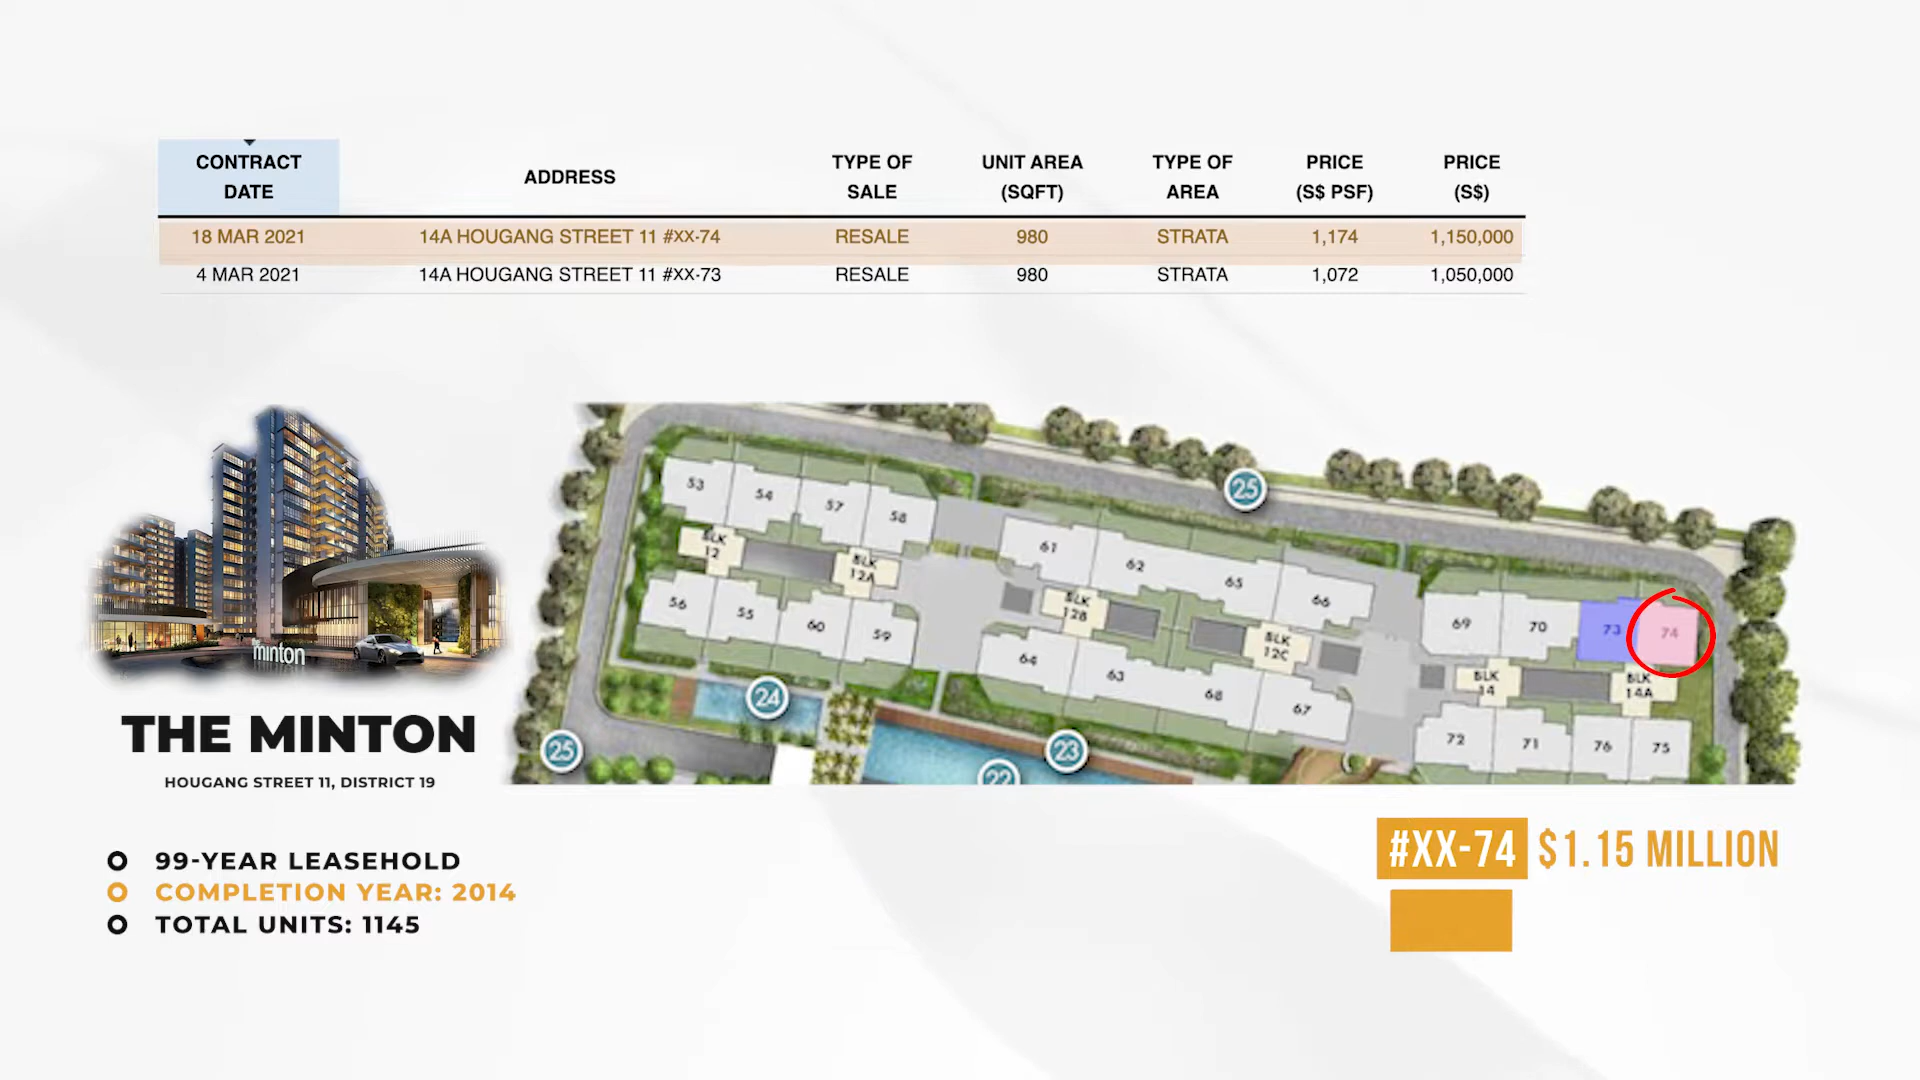 CONTRACT DATE
ADDRESS
TYPE OF SALE
UNIT AREA (SQFT)
TYPE OF AREA
PRICE (S$ PSF)
PRICE (S$)
18 MAR 2021 14A HOUGANG STREET 11 #XX-74 RESALE 980 STRATA 1,174 1,150,000
4 MAR 2021 14A HOUGANG STREET 11 #XX-73 RESALE 980 STRATA 1,072 1,050,000
53 54 57 58
BLK 12
BLK 12A
56 55 60 59
61 62 65 66
BLK 12B
BLK 12C
64 63 68 67
69 70 73 74
BLK 14
BLK 14A
72 71 76 75
25
24
25
23
22
minton
THE MINTON
HOUGANG STREET 11, DISTRICT 19
99-YEAR LEASEHOLD
COMPLETION YEAR: 2014
TOTAL UNITS: 1145
#XX-74 $1.15 MILLION